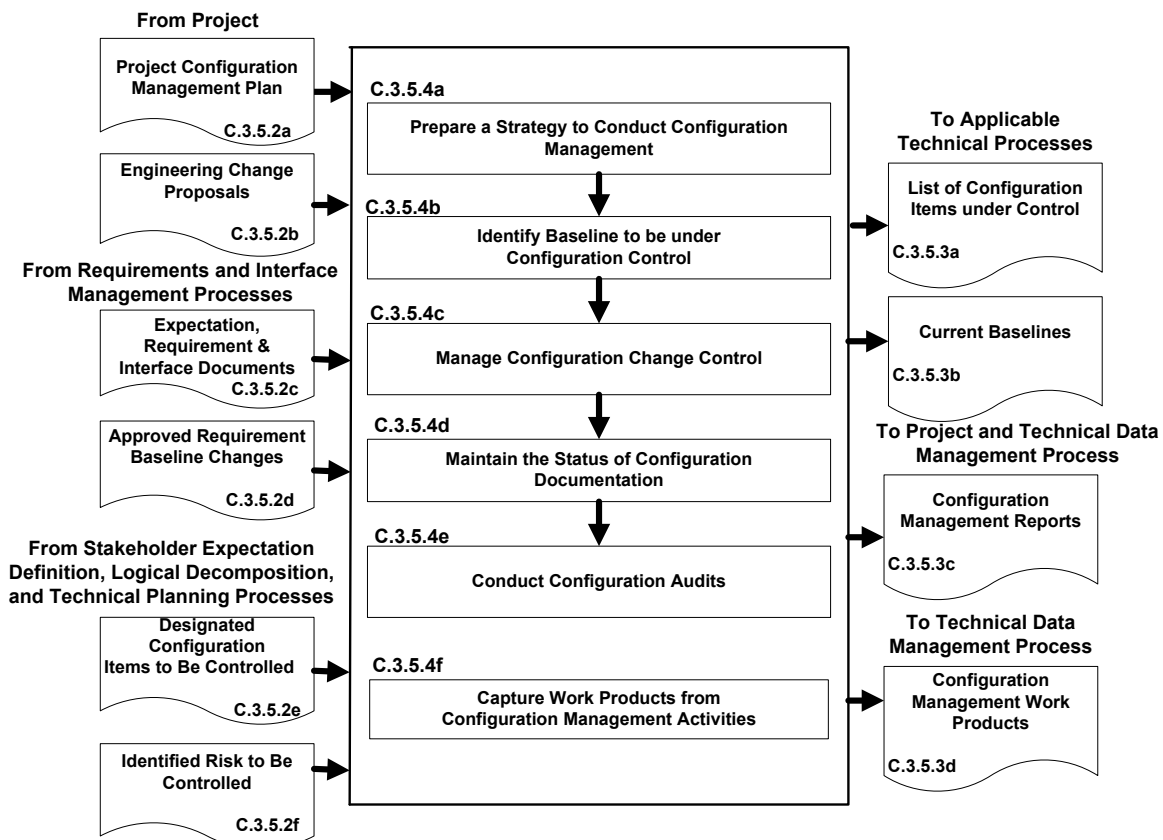 From Project
Project Configuration
Management Plan
C.3.5.2a
Engineering Change
Proposals
C.3.5.2b
From Requirements and Interface
Management Processes
Expectation,
Requirement &
Interface Documents
C.3.5.2c
Approved Requirement
Baseline Changes
C.3.5.2d
From Stakeholder Expectation
Definition, Logical Decomposition,
and Technical Planning Processes
Designated
Configuration
Items to Be Controlled
C.3.5.2e
Identified Risk to Be
Controlled
C.3.5.2f
C.3.5.4a
Prepare a Strategy to Conduct Configuration
Management
C.3.5.4b
Identify Baseline to be under
Configuration Control
C.3.5.4c
Manage Configuration Change Control
C.3.5.4d
Maintain the Status of Configuration
Documentation
C.3.5.4e
Conduct Configuration Audits
C.3.5.4f
Capture Work Products from
Configuration Management Activities
To Applicable
Technical Processes
List of Configuration
Items under Control
C.3.5.3a
Current Baselines
C.3.5.3b
To Project and Technical Data
Management Process
Configuration
Management Reports
C.3.5.3c
To Technical Data
Management Process
Configuration
Management Work
Products
C.3.5.3d